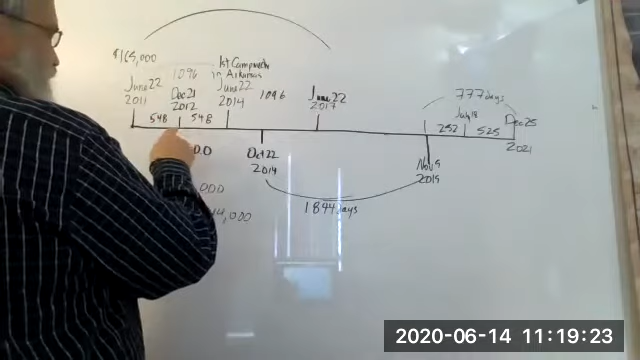 $165,000
1st Campmeeting
in Arkansas
1096
June 22
2011
Dec 21
2012
June 22
2014
1096
June 22
2017
777 days
548
548
July 18
252
525
Dec 25
2021
Oct 22
2014
Nov 9
2019
1844 days
2020-06-14 11:19:23